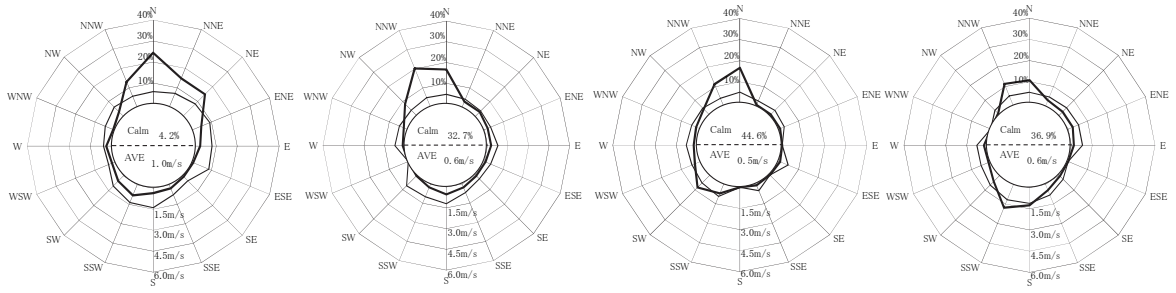 40% N
NNW NNE
30%
NW NE
20%
10%
WNW ENE
Calm 4.2%
W E
AVE 1.0m/s
WSW ESE
1.5m/s
3.0m/s
SW SE
4.5m/s
SSW SSE
6.0m/s
S
40% N
NNW NNE
30%
NW NE
20%
10%
WNW ENE
Calm 32.7%
W E
AVE 0.6m/s
WSW ESE
1.5m/s
3.0m/s
SW SE
4.5m/s
SSW SSE
6.0m/s
S
40% N
NNW NNE
30%
NW NE
20%
10%
WNW ENE
Calm 44.6%
W E
AVE 0.5m/s
WSW ESE
1.5m/s
3.0m/s
SW SE
4.5m/s
SSW SSE
6.0m/s
S
40% N
NNW NNE
30%
NW NE
20%
10%
WNW ENE
Calm 36.9%
W E
AVE 0.6m/s
WSW ESE
1.5m/s
3.0m/s
SW SE
4.5m/s
SSW SSE
6.0m/s
S